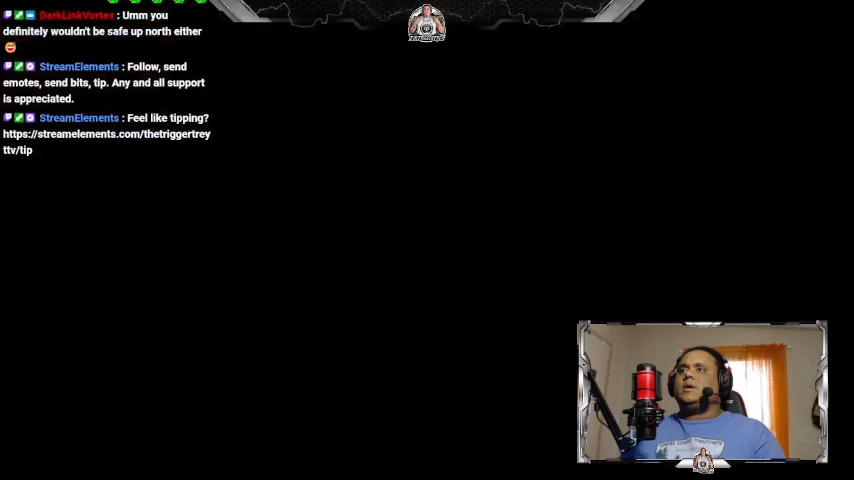 DarkLinkVortex : Umm you
definitely wouldn't be safe up north either
StreamElements : Follow, send
emotes, send bits, tip. Any and all support
is appreciated.
StreamElements : Feel like tipping?
https://streamelements.com/thetriggertrey
ttv/tip